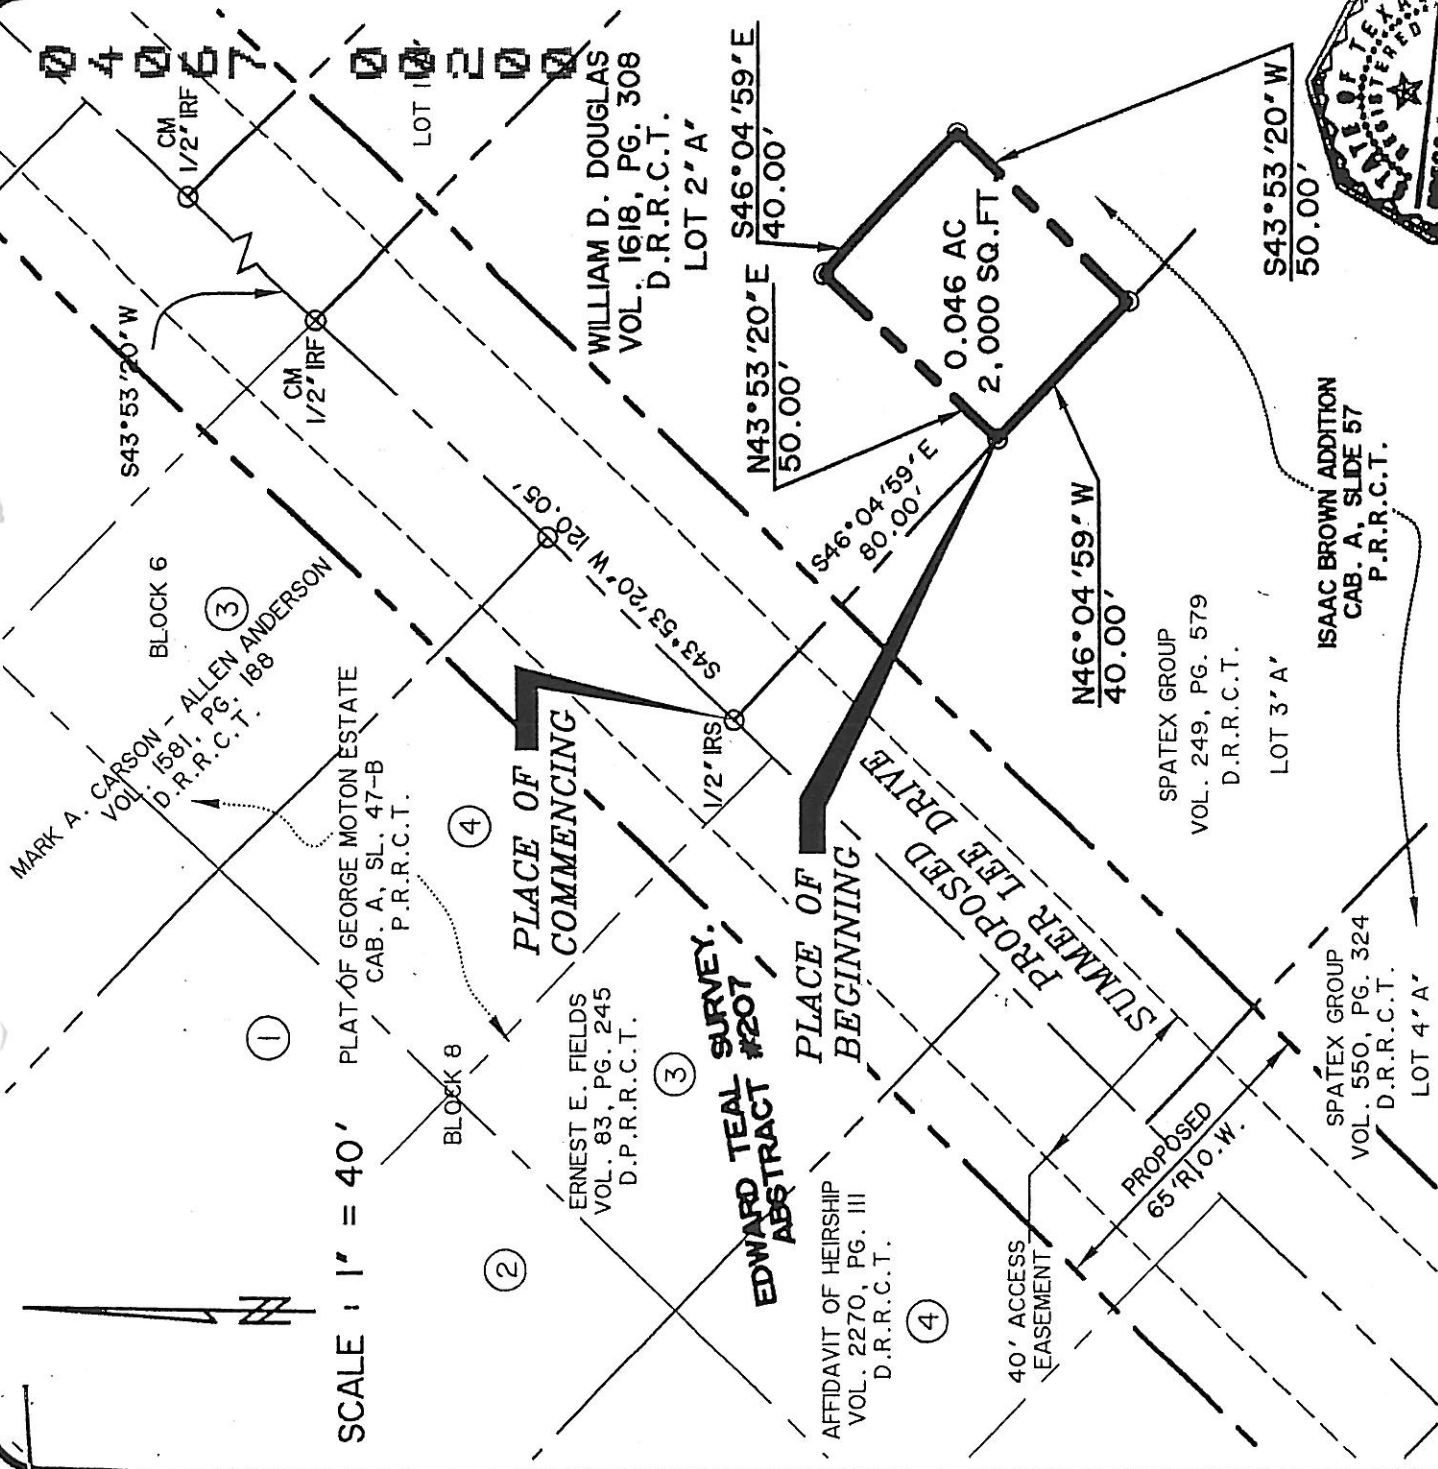 04067 00200
SCALE : 1" = 40'
MARK A. CARSON - ALLEN ANDERSON
VOL. 1581, PG. 188
D.R.R.C.T.
BLOCK 6
3
PLAT OF GEORGE MOTON ESTATE
CAB. A, SL. 47-B
P.R.R.C.T.
1
4
BLOCK 8
2
ERNEST E. FIELDS
VOL. 83, PG. 245
D.P.R.R.C.T.
3
EDWARD TEAL SURVEY,
ABSTRACT #207
AFFIDAVIT OF HEIRSHIP
VOL. 2270, PG. 111
D.R.R.C.T.
4
40' ACCESS
EASEMENT
PROPOSED
65' R.O.W.
PLACE OF
COMMENCING
PLACE OF
BEGINNING
PROPOSED
SUMMER LEE DRIVE
S43°53'20"W
CM
1/2" IRF
CM
1/2" IRF
S43°53'20"W 120.05'
1/2" IRS
LOT 1
WILLIAM D. DOUGLAS
VOL. 1618, PG. 308
D.R.R.C.T.
LOT 2"A"
S46°04'59"E
40.00'
N43°53'20"E
50.00'
0.046 AC
2,000 SQ.FT
S46°04'59"E
80.00'
N46°04'59"W
40.00'
S43°53'20"W
50.00'
SPATEX GROUP
VOL. 249, PG. 579
D.R.R.C.T.
LOT 3"A"
ISAAC BROWN ADDITION
CAB. A, SLIDE 57
P.R.R.C.T.
SPATEX GROUP
VOL. 550, PG. 324
D.R.R.C.T.
LOT 4"A"
TATE OF TEXA
REGISTERED